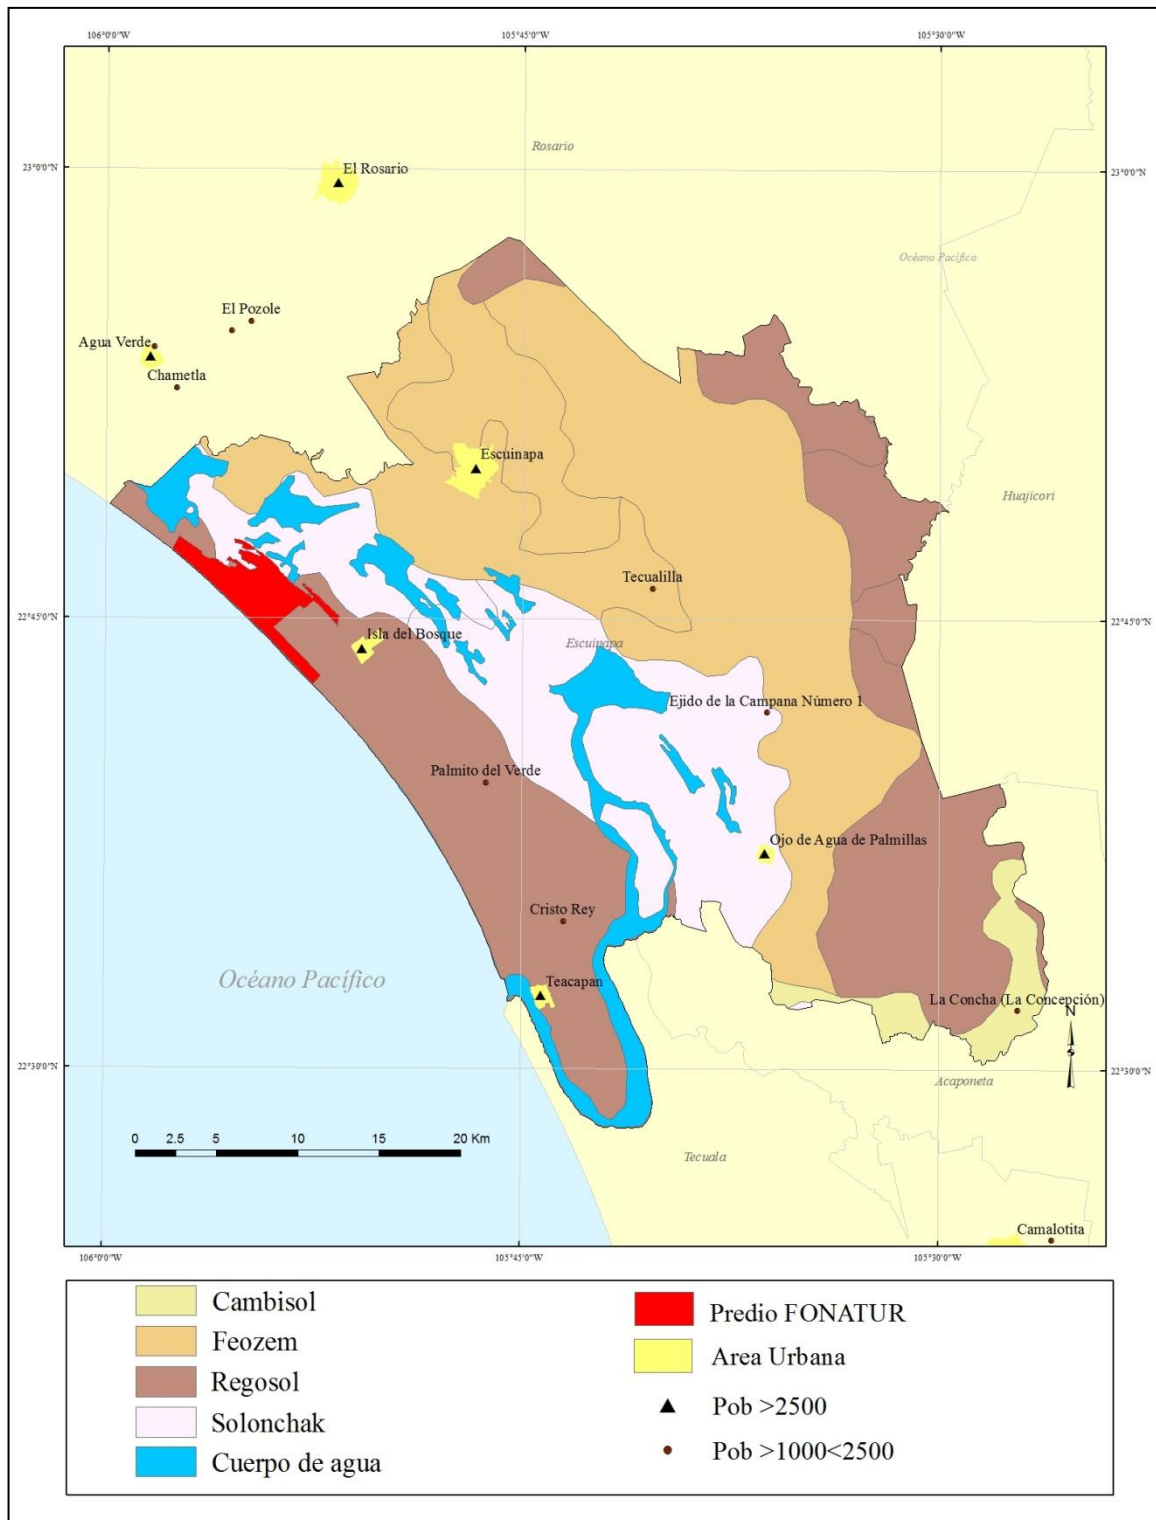 106°0'0"W
105°45'0"W
105°30'0"W
Rosario
23°0'0"N
El Rosario
23°0'0"N
Océano Pacífico
El Pozole
Agua Verde
Chametla
Escuinapa
Huajicori
Tecualilla
22°45'0"N
22°45'0"N
Isla del Bosque
Escuinapa
Ejido de la Campana Número 1
Palmito del Verde
Ojo de Agua de Palmillas
Cristo Rey
Océano Pacífico
Teacapan
La Concha (La Concepción)
N
22°30'0"N
22°30'0"N
Acaponeta
0 2.5 5 10 15 20 Km
Tecuala
Camalotita
106°0'0"W
105°45'0"W
105°30'0"W
Cambisol
Feozem
Regosol
Solonchak
Cuerpo de agua
Predio FONATUR
Area Urbana
Pob >2500
Pob >1000<2500